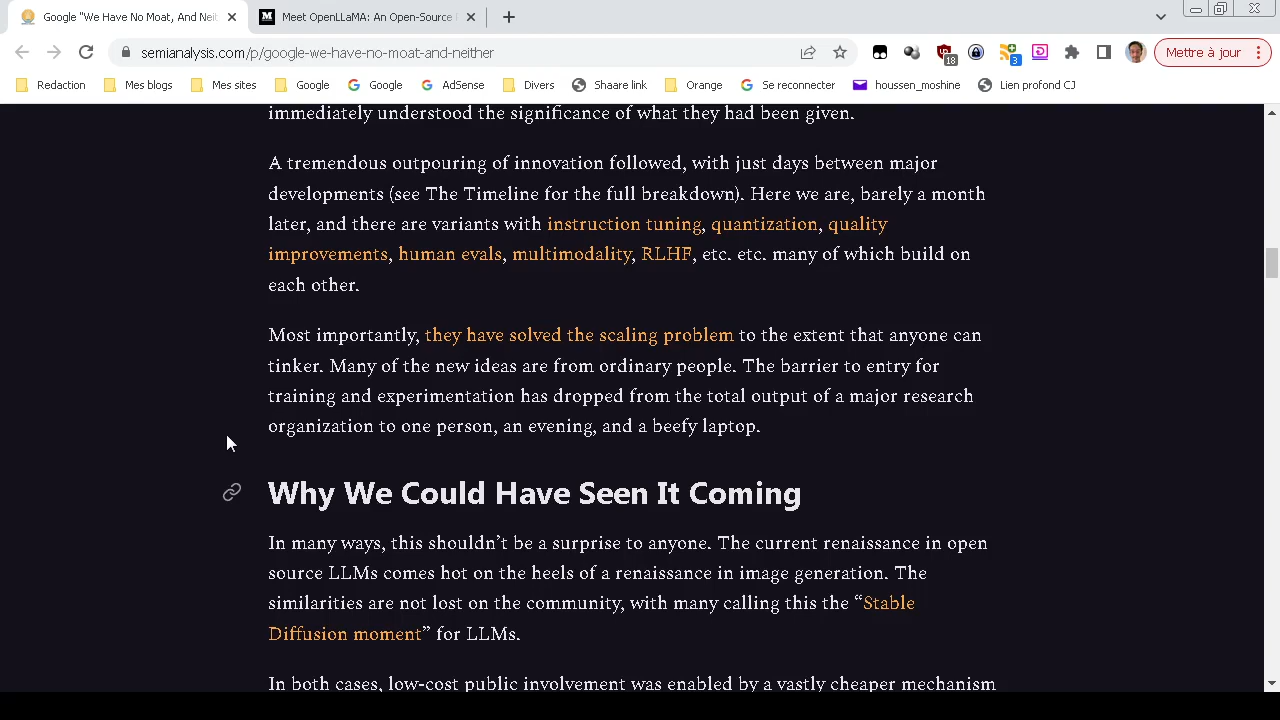 Google "We Have No Moat, And Neit
Meet OpenLLaMA: An Open-Source
semianalysis.com/p/google-we-have-no-moat-and-neither
18
3
Mettre à jour
Redaction
Mes blogs
Mes sites
Google
Google
AdSense
Divers
Shaare link
Orange
Se reconnecter
houssen_moshine
Lien profond CJ
immediately understood the significance of what they had been given.
A tremendous outpouring of innovation followed, with just days between major
developments (see The Timeline for the full breakdown). Here we are, barely a month
later, and there are variants with instruction tuning, quantization, quality
improvements, human evals, multimodality, RLHF, etc. etc. many of which build on
each other.
Most importantly, they have solved the scaling problem to the extent that anyone can
tinker. Many of the new ideas are from ordinary people. The barrier to entry for
training and experimentation has dropped from the total output of a major research
organization to one person, an evening, and a beefy laptop.
Why We Could Have Seen It Coming
In many ways, this shouldn’t be a surprise to anyone. The current renaissance in open
source LLMs comes hot on the heels of a renaissance in image generation. The
similarities are not lost on the community, with many calling this the “Stable
Diffusion moment” for LLMs.
In both cases, low-cost public involvement was enabled by a vastly cheaper mechanism